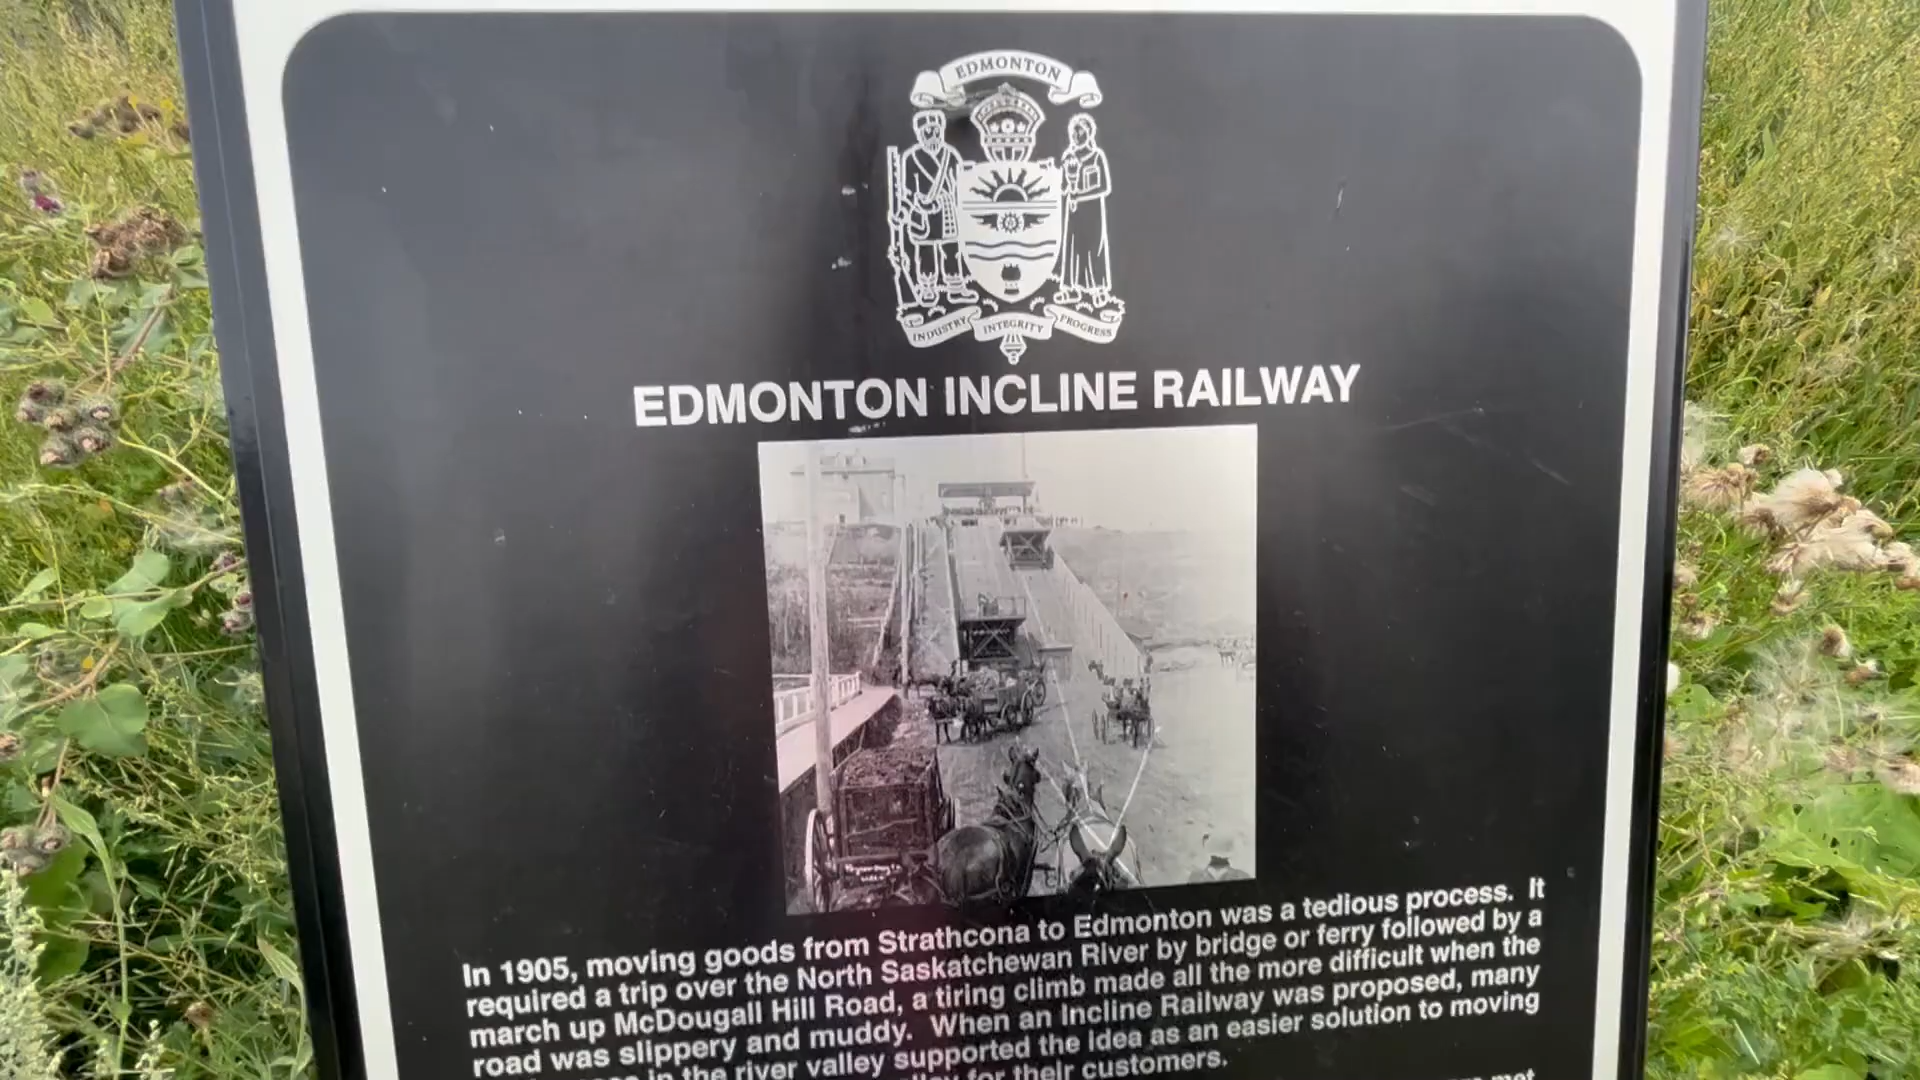 EDMONTON
INDUSTRY INTEGRITY PROGRESS
EDMONTON INCLINE RAILWAY
In 1905, moving goods from Strathcona to Edmonton was a tedious process. It
required a trip over the North Saskatchewan River by bridge or ferry followed by a
march up McDougall Hill Road, a tiring climb made all the more difficult when the
road was slippery and muddy. When an Incline Railway was proposed, many
in the river valley supported the idea as an easier solution to moving
for their customers.
met